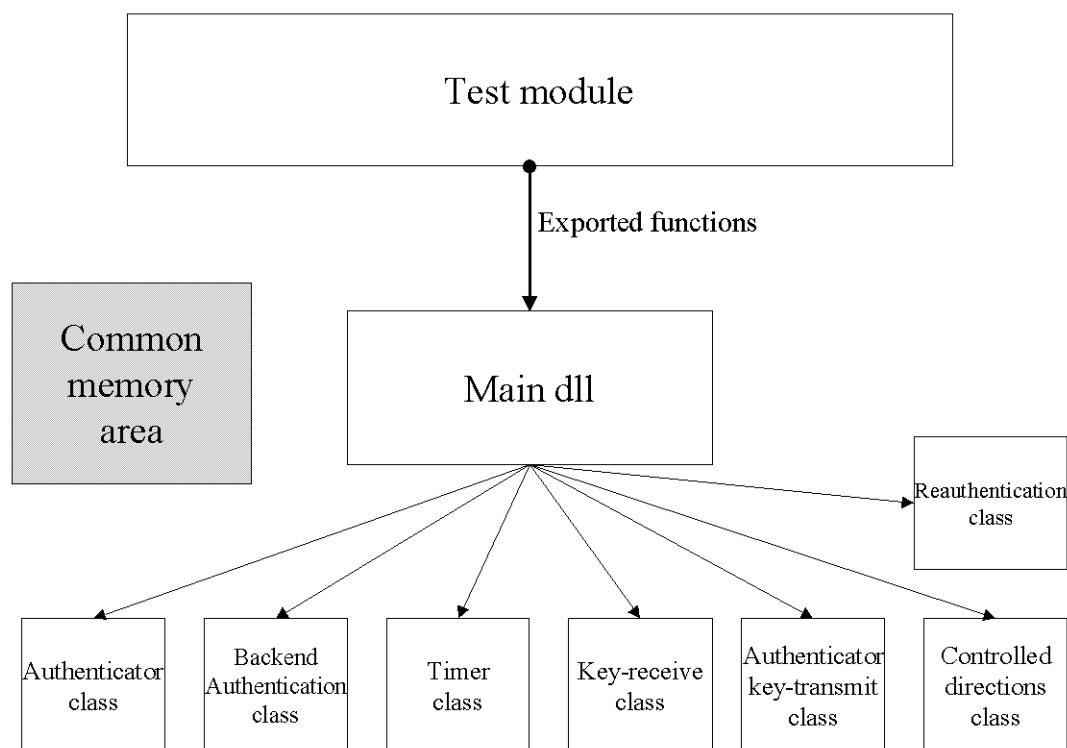 Test module
Exported functions
Common
memory
area
Main dll
Reauthentication
class
Authenticator
class
Backend
Authentication
class
Timer
class
Key-receive
class
Authenticator
key-transmit
class
Controlled
directions
class